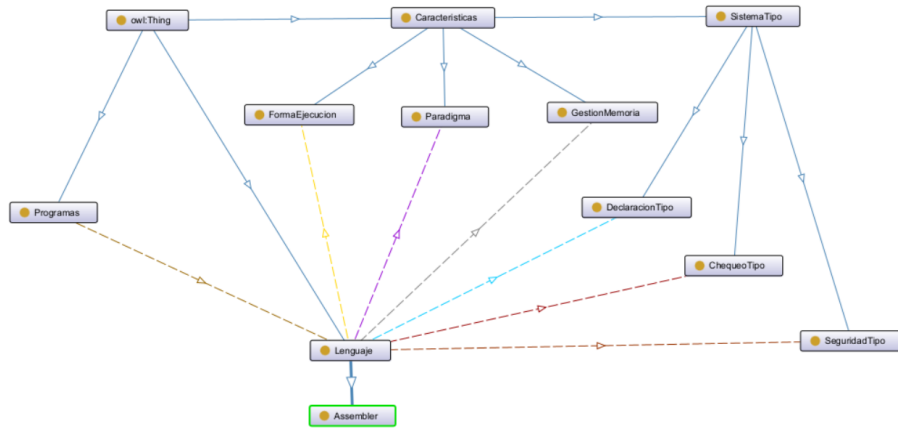 owl:Thing
Caracteristicas
SistemaTipo
FormaEjecucion
Paradigma
GestionMemoria
Programas
DeclaracionTipo
ChequeoTipo
Lenguaje
SeguridadTipo
Assembler